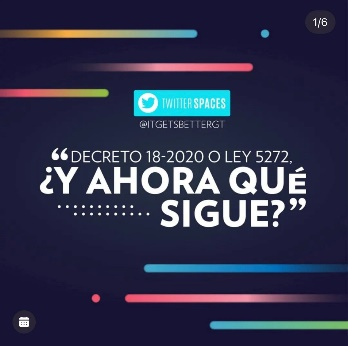 1/6
TWITTER SPACES
@ITGETSBETTERGT
“DECRETO 18-2020 O LEY 5272,
¿Y AHORA QUÉ
SIGUE?”